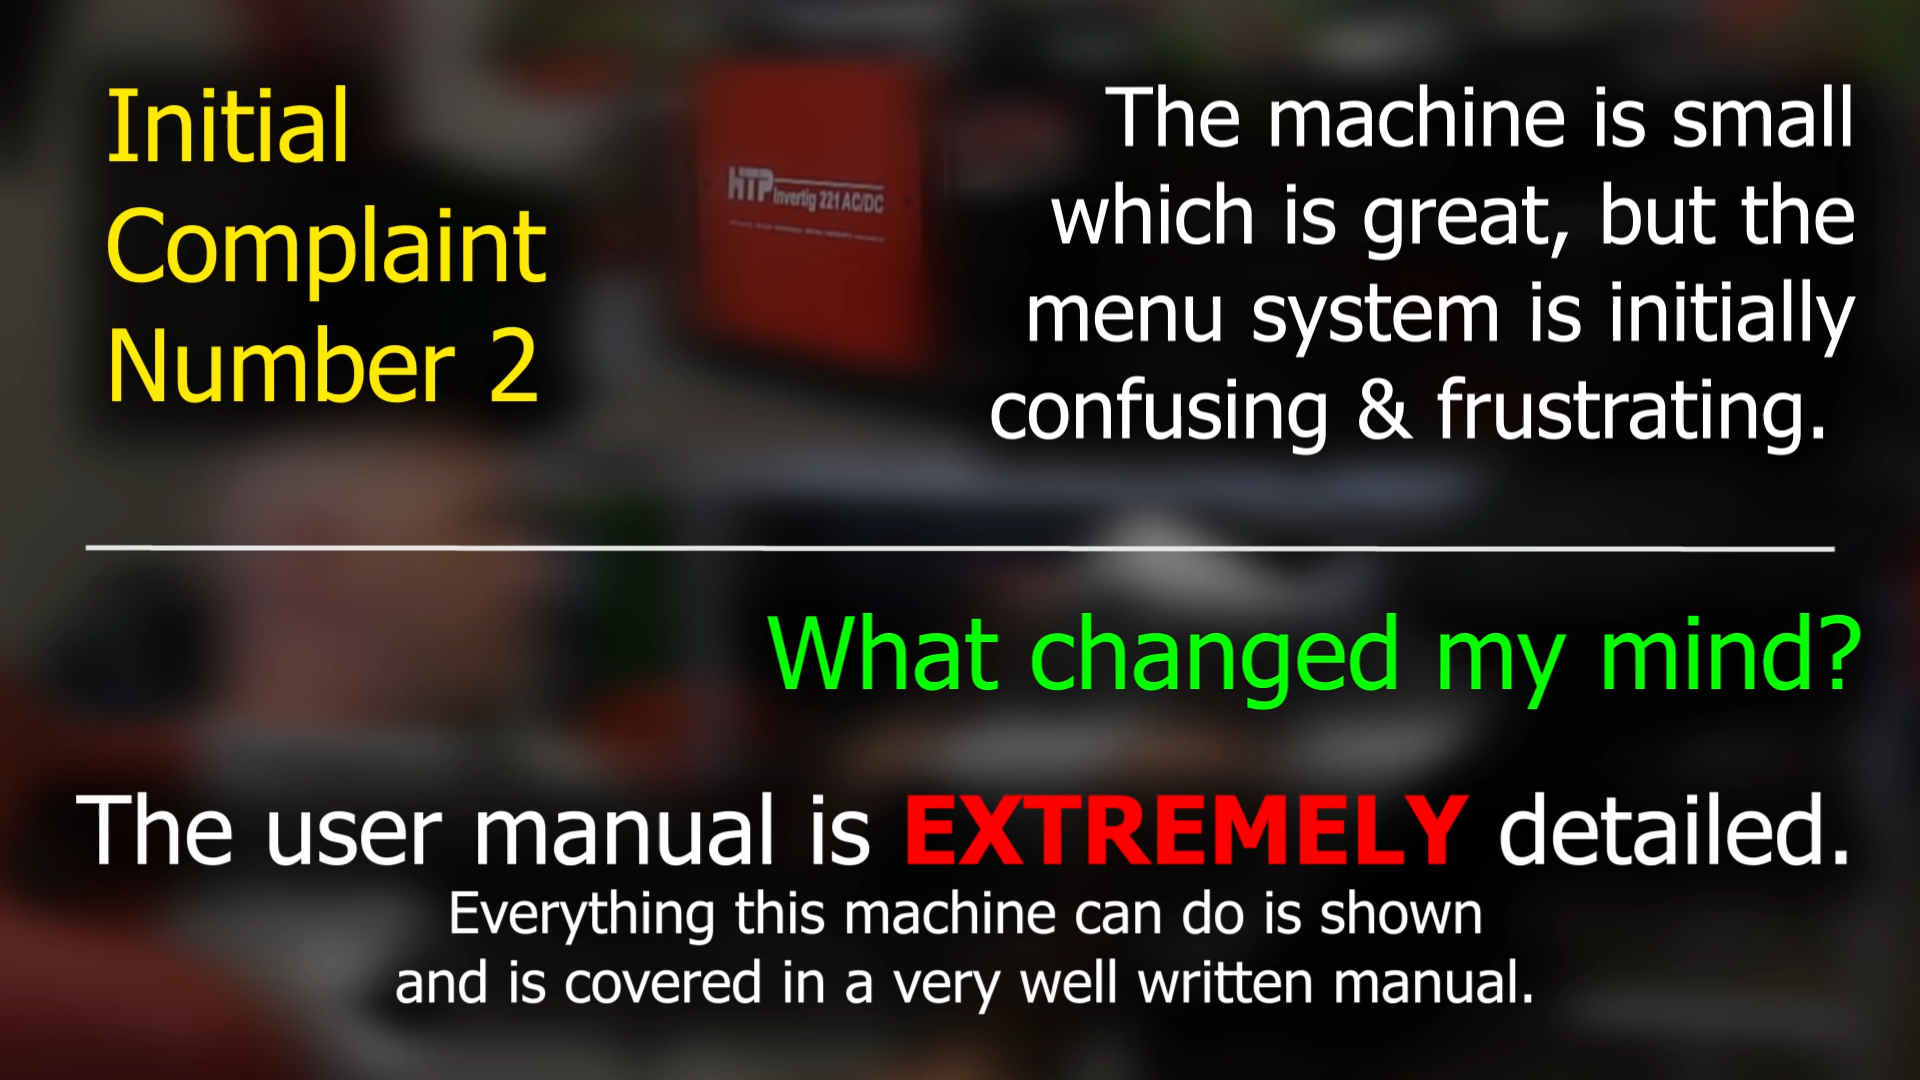 Initial
Complaint
Number 2
The machine is small
which is great, but the
menu system is initially
confusing & frustrating.
HTP Invertig 221 AC/DC
What changed my mind?
The user manual is EXTREMELY detailed.
Everything this machine can do is shown
and is covered in a very well written manual.